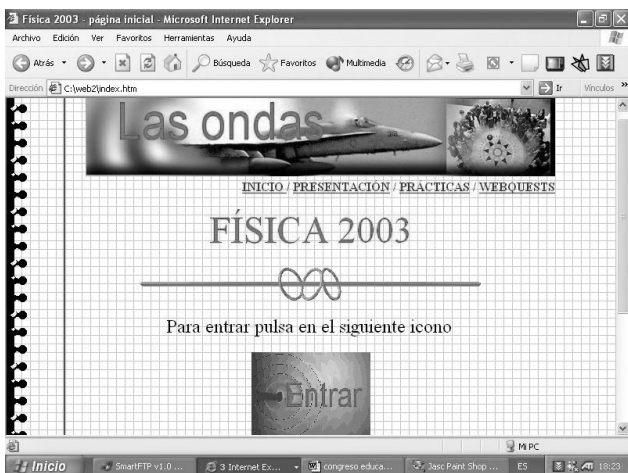 Física 2003 - página inicial - Microsoft Internet Explorer
Archivo Edición Ver Favoritos Herramientas Ayuda
Atrás Búsqueda Favoritos Multimedia
Dirección C:\web2\index.htm Ir Vínculos »
Las ondas
INICIO / PRESENTACIÓN / PRÁCTICAS / WEBQUESTS
FÍSICA 2003
Para entrar pulsa en el siguiente icono
Entrar
Mi PC
Inicio SmartFTP v1.0 ... 3 Internet Ex... congreso educa... Jasc Paint Shop ... ES 18:23